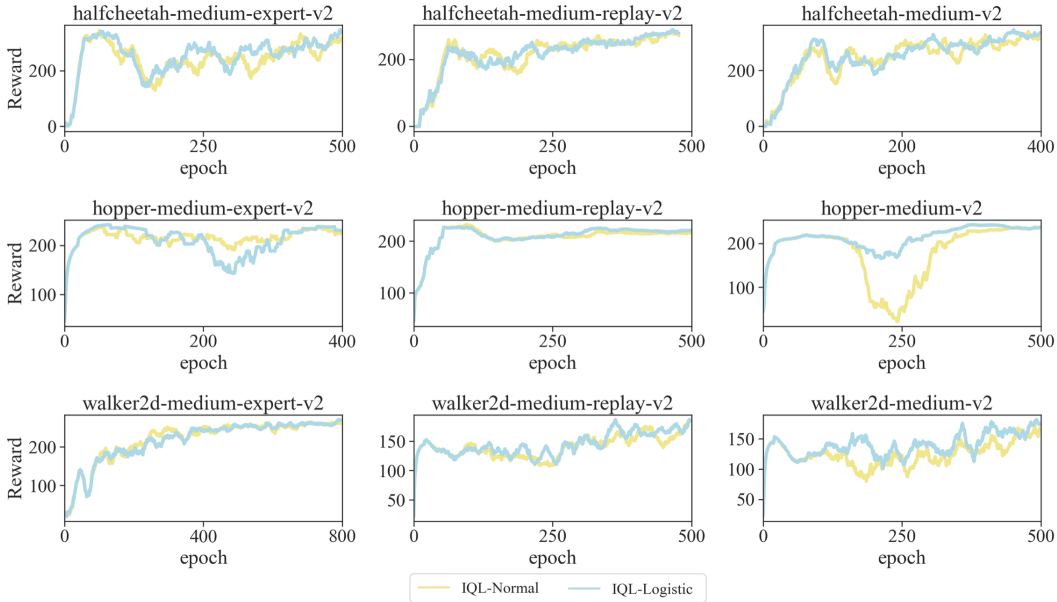 halfcheetah-medium-expert-v2
halfcheetah-medium-replay-v2
halfcheetah-medium-v2
Reward
200
0
0
250
500
epoch
200
0
0
250
500
epoch
200
0
0
200
400
epoch
hopper-medium-expert-v2
hopper-medium-replay-v2
hopper-medium-v2
Reward
200
100
0
200
400
epoch
200
100
0
250
500
epoch
200
100
0
250
500
epoch
walker2d-medium-expert-v2
walker2d-medium-replay-v2
walker2d-medium-v2
Reward
200
100
0
400
800
epoch
150
100
50
0
250
500
epoch
150
100
50
0
250
500
epoch
IQL-Normal
IQL-Logistic